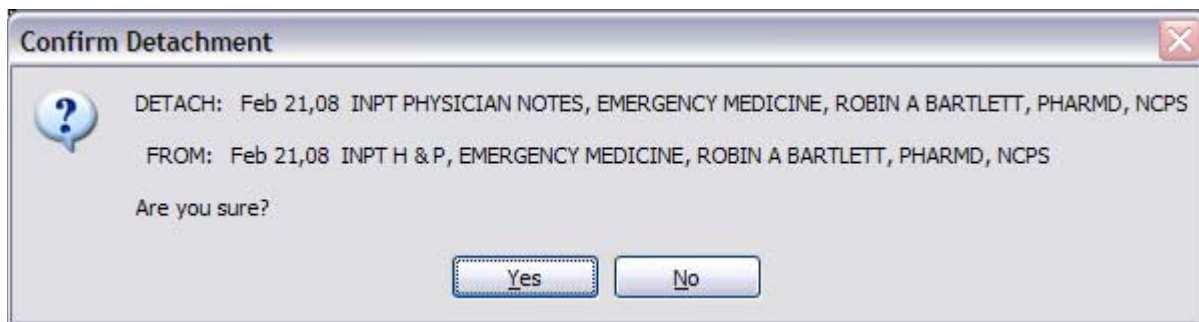 Confirm Detachment
DETACH: Feb 21,08 INPT PHYSICIAN NOTES, EMERGENCY MEDICINE, ROBIN A BARTLETT, PHARMD, NCPS
FROM: Feb 21,08 INPT H & P, EMERGENCY MEDICINE, ROBIN A BARTLETT, PHARMD, NCPS
Are you sure?
Yes No